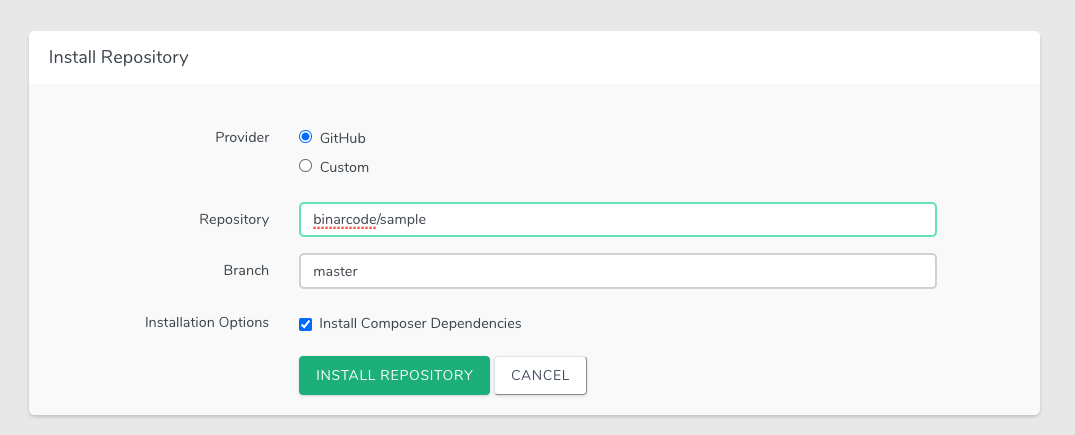 Install Repository
Provider
GitHub
Custom
Repository
binarcode/sample
Branch
master
Installation Options
Install Composer Dependencies
INSTALL REPOSITORY
CANCEL